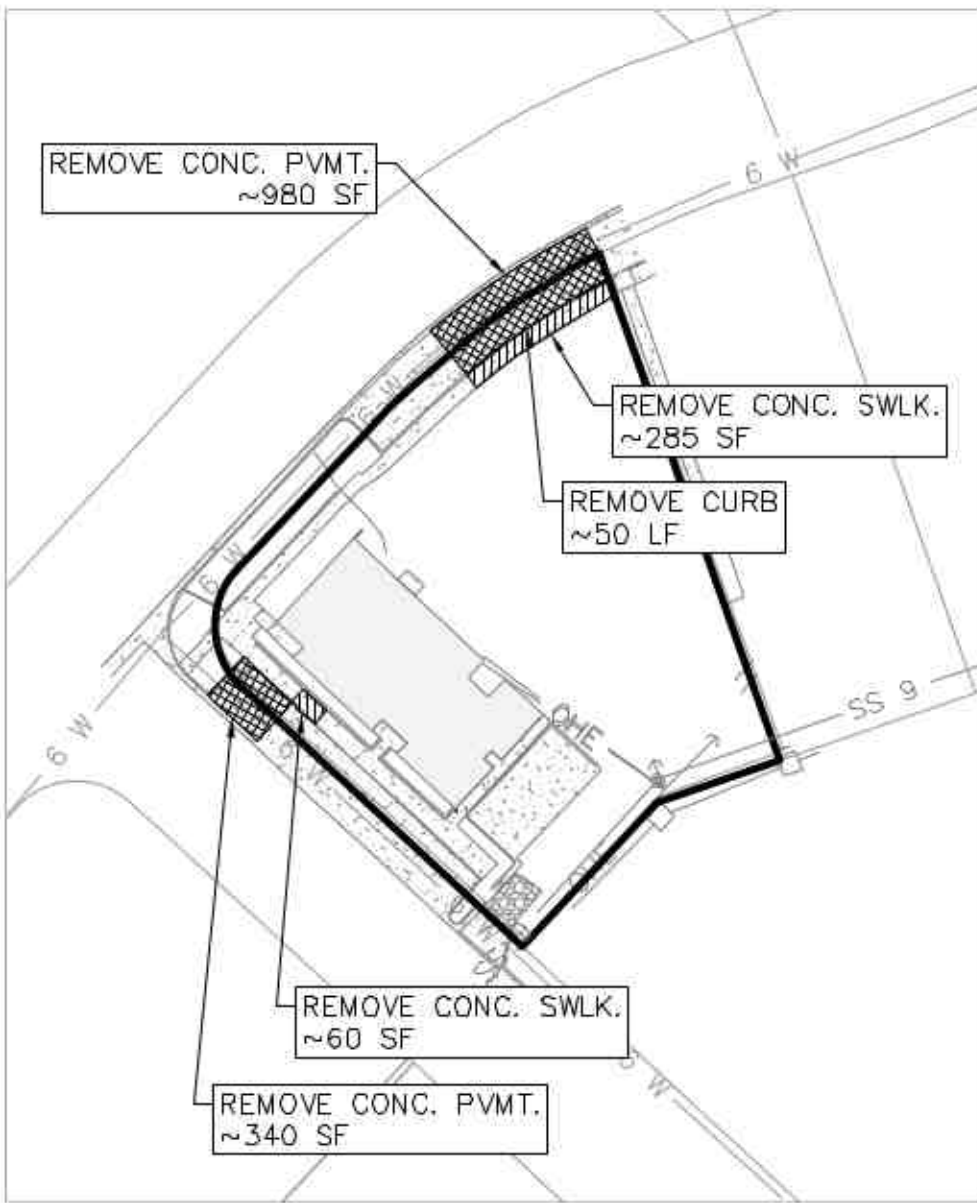 6 W
REMOVE CONC. PVMT.
~980 SF
6 W
REMOVE CONC. SWLK.
~285 SF
REMOVE CURB
~50 LF
6 W
SS 9
OHE
6 W
6 W
REMOVE CONC. SWLK.
~60 SF
6 W
REMOVE CONC. PVMT.
~340 SF